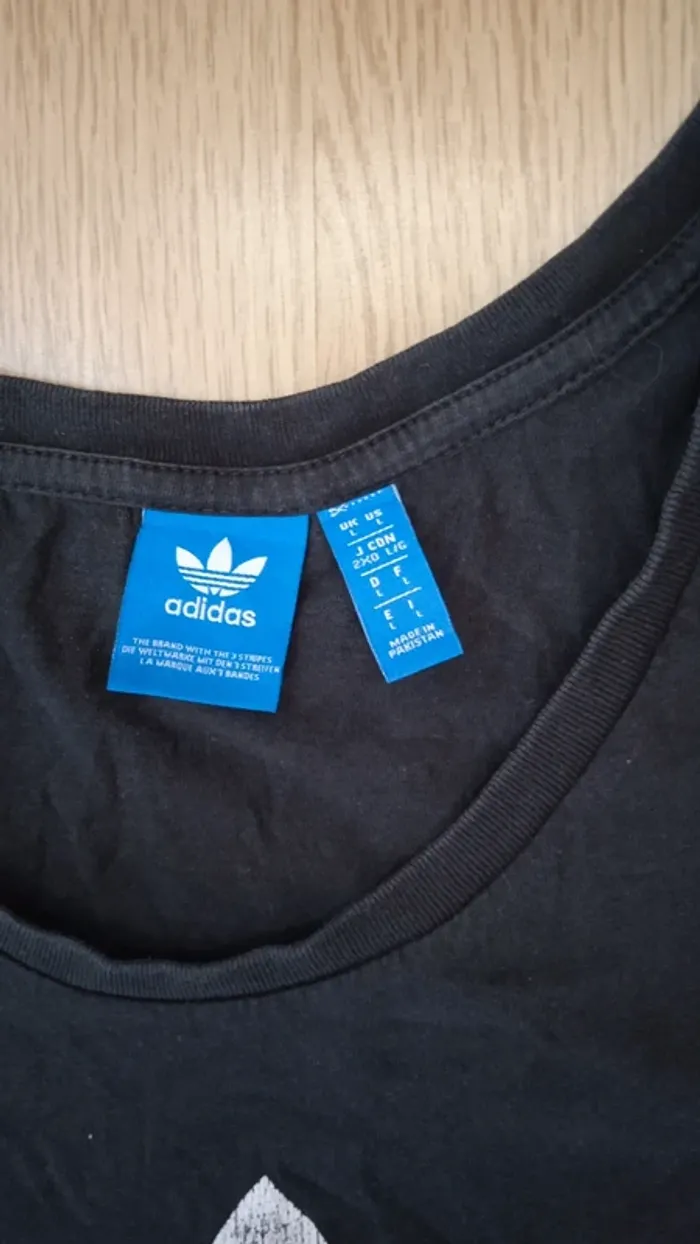 adidas
THE BRAND WITH THE 3 STRIPES
DIE WELTMARKE MIT DEN 3 STREIFEN
LA MARQUE AUX 3 BANDES
UK US
L L
J CDN
2XO L/G
D F
L L
E I
L L
MADE IN
PAKISTAN